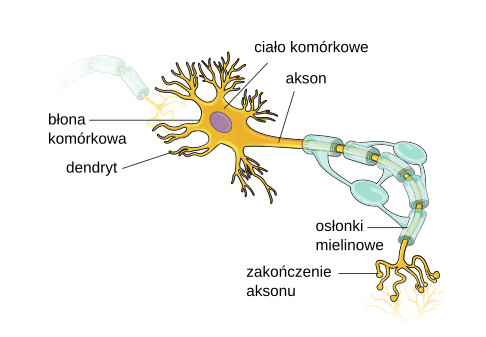 ciało komórkowe
akson
błona
komórkowa
dendryt
osłonki
mielinowe
zakończenie
aksonu